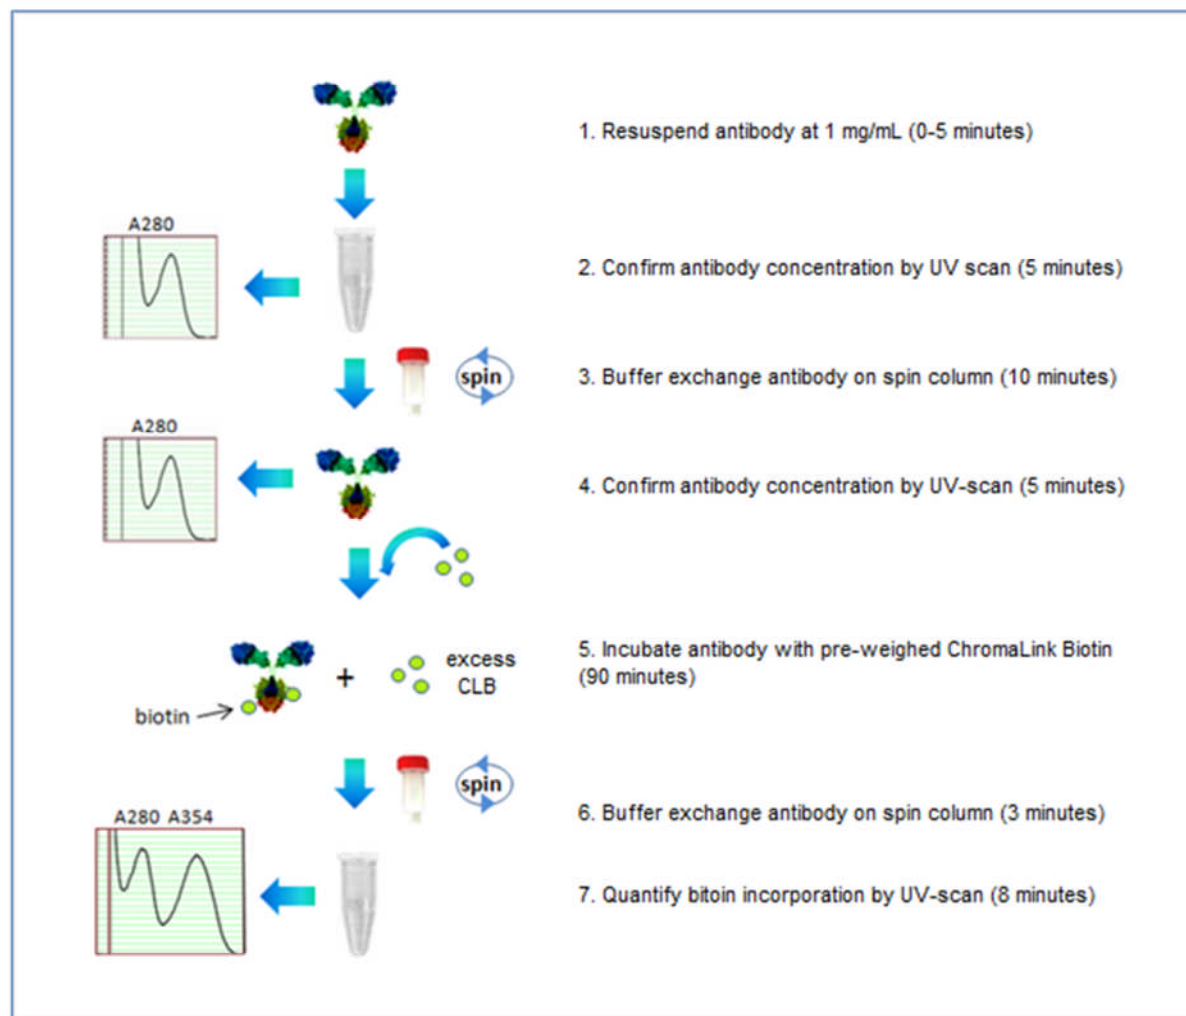 1. Resuspend antibody at 1 mg/mL (0-5 minutes)
A280
2. Confirm antibody concentration by UV scan (5 minutes)
spin
3. Buffer exchange antibody on spin column (10 minutes)
A280
4. Confirm antibody concentration by UV-scan (5 minutes)
5. Incubate antibody with pre-weighed ChromaLink Biotin
(90 minutes)
+
excess
CLB
biotin
spin
6. Buffer exchange antibody on spin column (3 minutes)
A280 A354
7. Quantify bitoin incorporation by UV-scan (8 minutes)